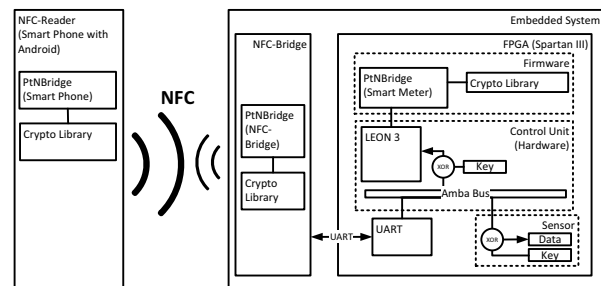 NFC-Reader
(Smart Phone with
Android)
PtNBridge
(Smart Phone)
Crypto Library
NFC
Embedded System
NFC-Bridge
PtNBridge
(NFC-
Bridge)
Crypto
Library
FPGA (Spartan III)
Firmware
PtNBridge
(Smart Meter)
Crypto Library
Control Unit
(Hardware)
LEON 3
XOR
Key
Amba Bus
UART
UART
Sensor
XOR
Data
Key